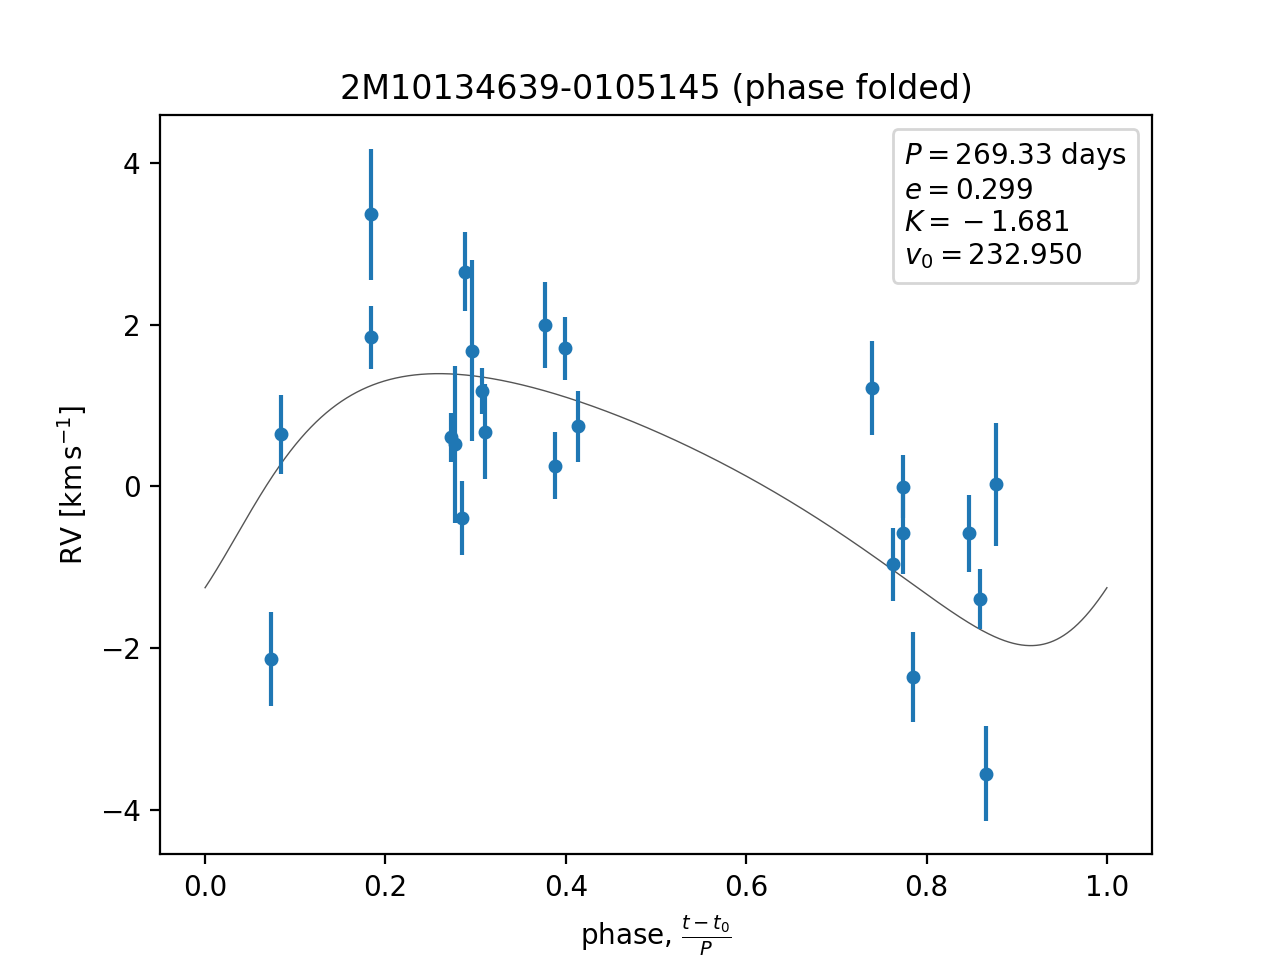 2M10134639-0105145 (phase folded)
P = 269.33 days
e = 0.299
K = −1.681
v₀ = 232.950
4
2
0
−2
−4
RV [km s⁻¹]
0.0 0.2 0.4 0.6 0.8 1.0
phase, (t − t₀)/P